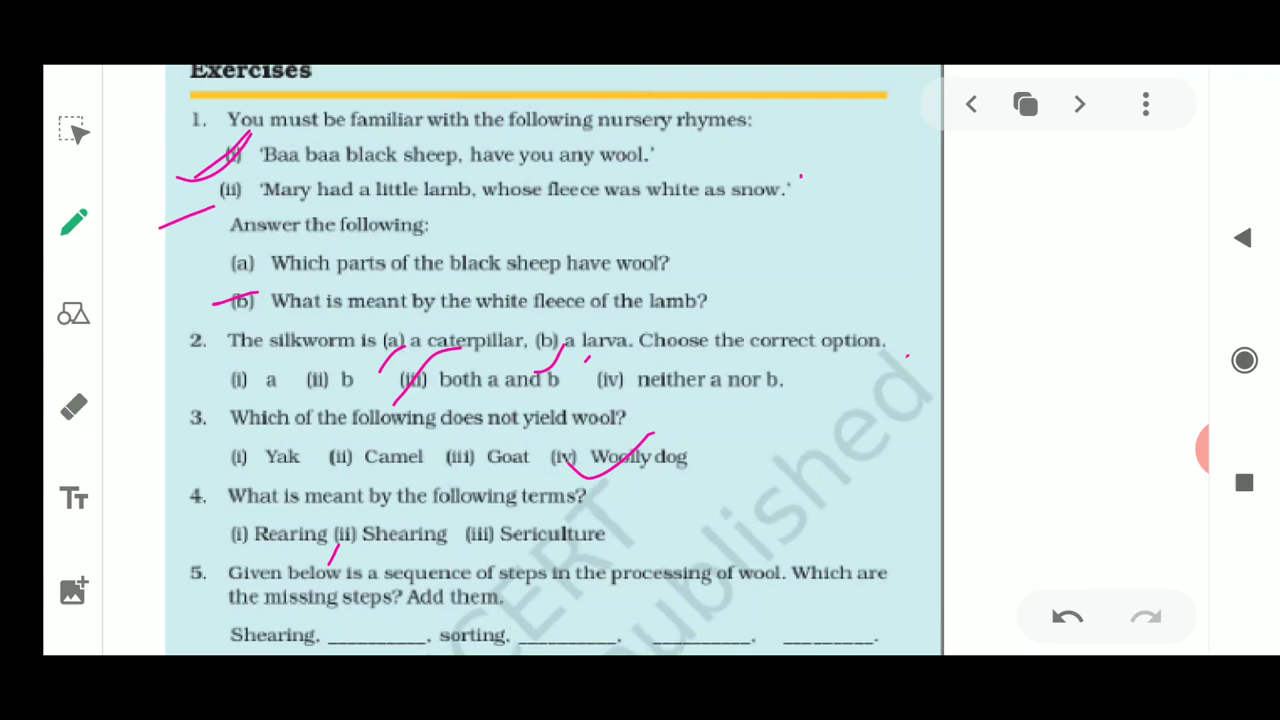 Exercises
1. You must be familiar with the following nursery rhymes:
(i) 'Baa baa black sheep, have you any wool.'
(ii) 'Mary had a little lamb, whose fleece was white as snow.'
Answer the following:
(a) Which parts of the black sheep have wool?
(b) What is meant by the white fleece of the lamb?
2. The silkworm is (a) a caterpillar, (b) a larva. Choose the correct option.
(i) a (ii) b (iii) both a and b (iv) neither a nor b.
3. Which of the following does not yield wool?
(i) Yak (ii) Camel (iii) Goat (iv) Woolly dog
4. What is meant by the following terms?
(i) Rearing (ii) Shearing (iii) Sericulture
5. Given below is a sequence of steps in the processing of wool. Which are
the missing steps? Add them.
Shearing, __________, sorting, __________, __________, _________.
Tт
CERT
ublished